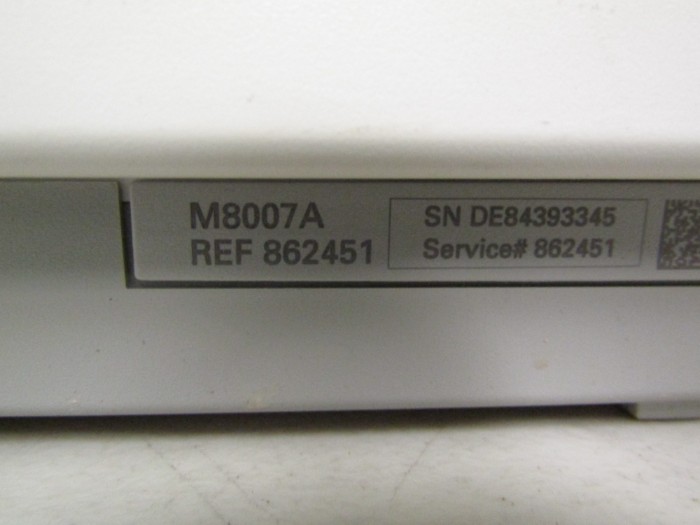 M8007A
REF 862451
SN DE84393345
Service# 862451